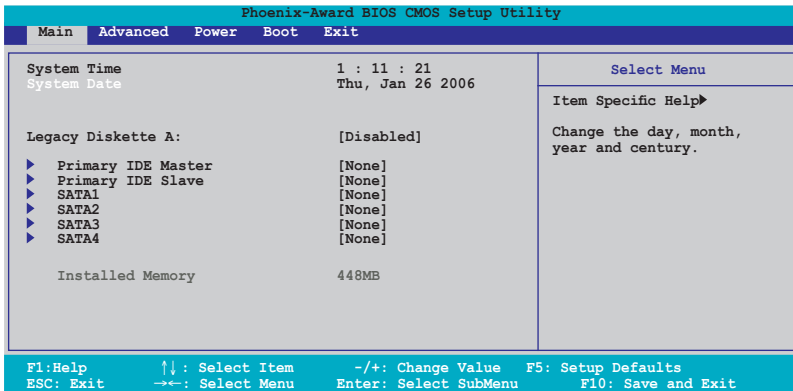 Phoenix-Award BIOS CMOS Setup Utility
Main Advanced Power Boot Exit
System Time 1 : 11 : 21
System Date Thu, Jan 26 2006
Legacy Diskette A: [Disabled]
Primary IDE Master [None]
Primary IDE Slave [None]
SATA1 [None]
SATA2 [None]
SATA3 [None]
SATA4 [None]
Installed Memory 448MB
Select Menu
Item Specific Help
Change the day, month,
year and century.
F1:Help ↑↓: Select Item -/+: Change Value F5: Setup Defaults
ESC: Exit →←: Select Menu Enter: Select SubMenu F10: Save and Exit